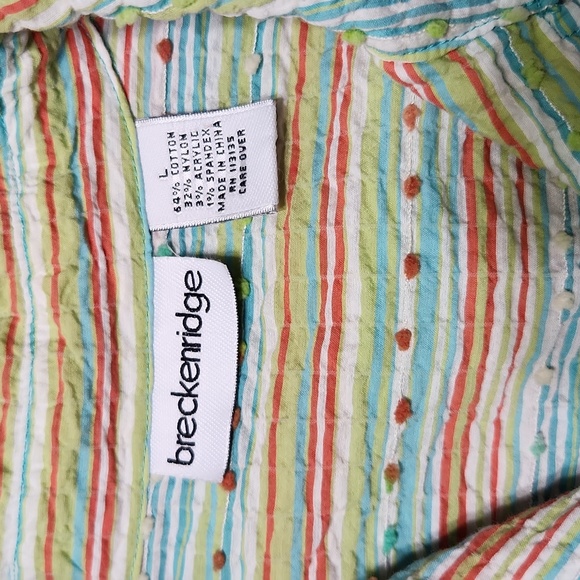 L
64% COTTON
32% NYLON
3% ACRYLIC
1% SPANDEX
MADE IN CHINA
RN 113135
CARE OVER
breckenridge